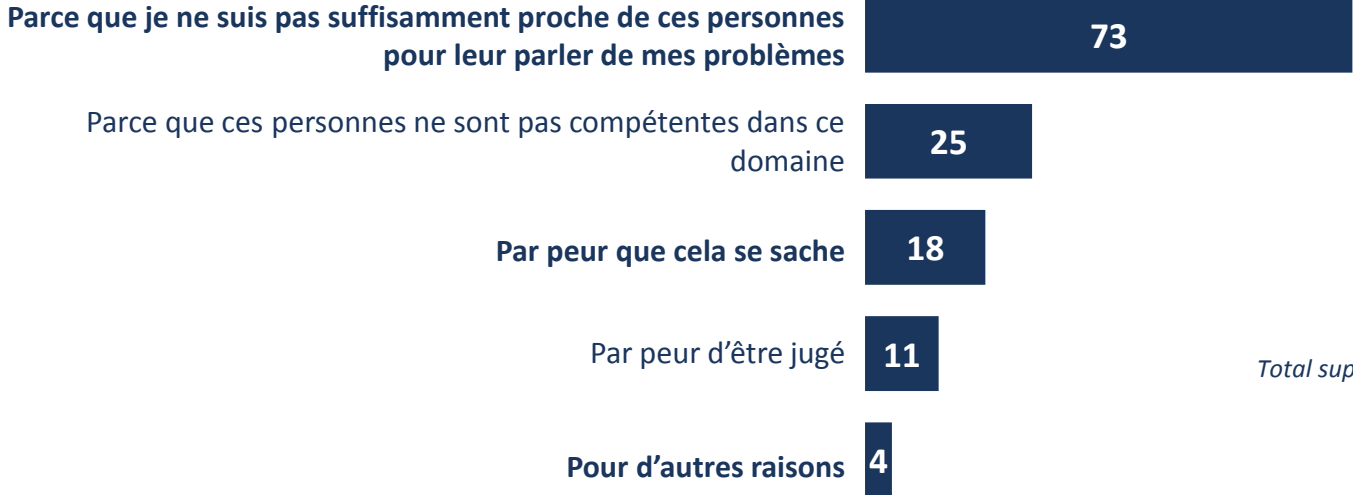 Parce que je ne suis pas suffisamment proche de ces personnes
pour leur parler de mes problèmes
73
Parce que ces personnes ne sont pas compétentes dans ce
domaine
25
Par peur que cela se sache
18
Par peur d’être jugé
11
Total sup
Pour d’autres raisons
4